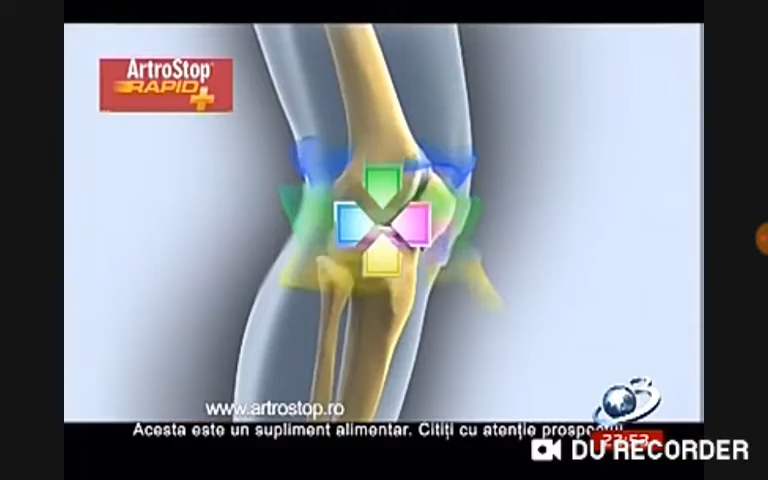 ArtroStop
RAPID+
www.artrostop.ro
Acesta este un supliment alimentar. Citiți cu atenție
DU RECORDER